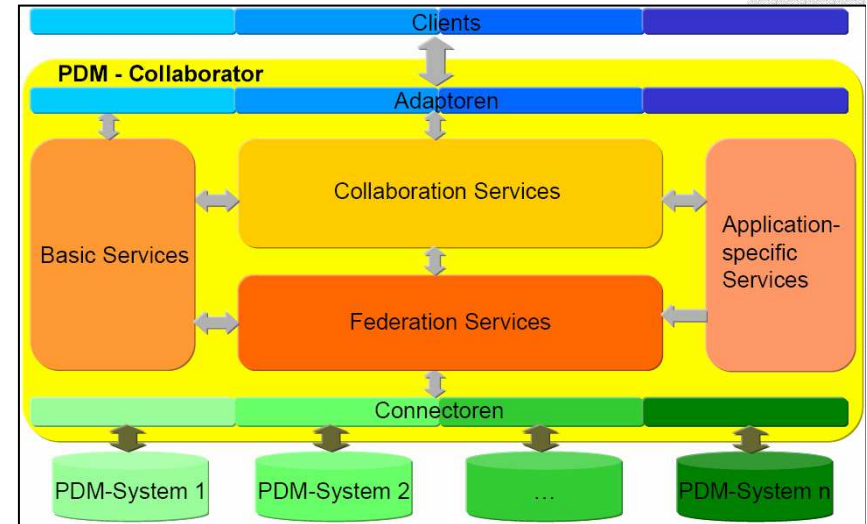 Clients
PDM - Collaborator
Adaptoren
Collaboration Services
Basic Services
Application-
specific
Services
Federation Services
Connectoren
PDM-System 1
PDM-System 2
...
PDM-System n